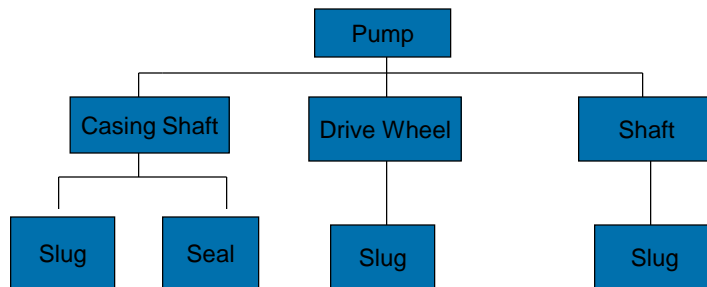 Pump
Casing Shaft
Drive Wheel
Shaft
Slug
Seal
Slug
Slug